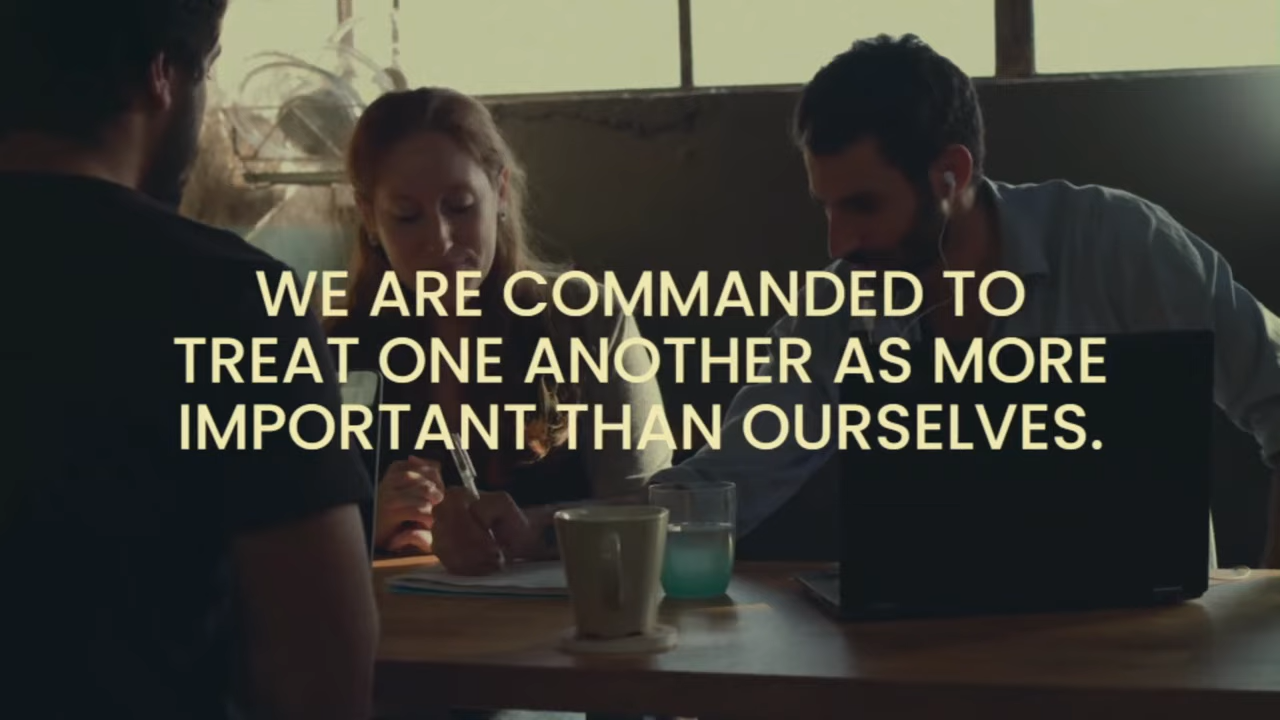 WE ARE COMMANDED TO
TREAT ONE ANOTHER AS MORE
IMPORTANT THAN OURSELVES.